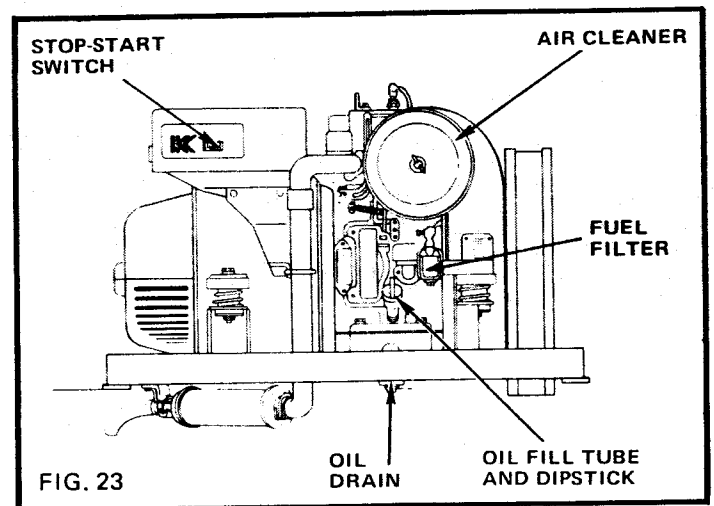 STOP-START
SWITCH
AIR CLEANER
FUEL
FILTER
OIL
DRAIN
OIL FILL TUBE
AND DIPSTICK
FIG. 23